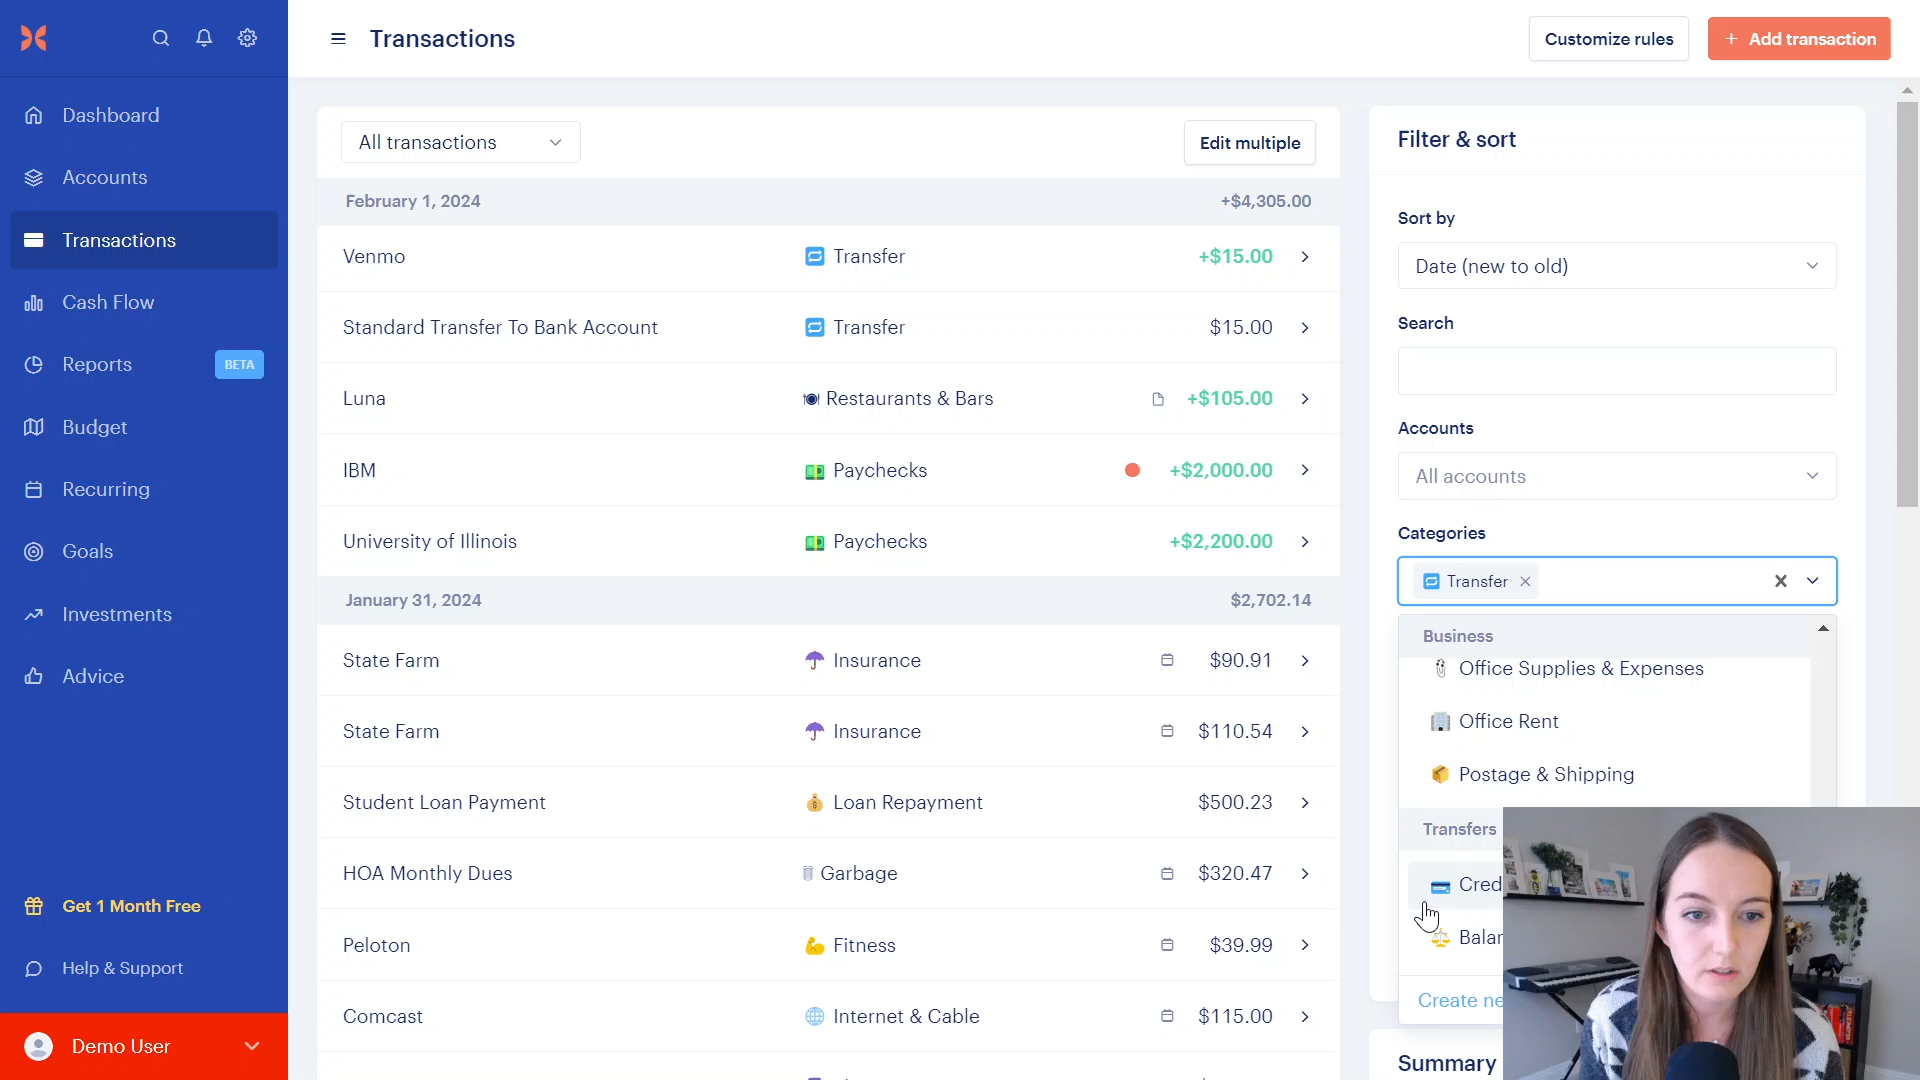 Transactions
Customize rules
+ Add transaction
Dashboard
Accounts
Transactions
Cash Flow
Reports
BETA
Budget
Recurring
Goals
Investments
Advice
Get 1 Month Free
Help & Support
Demo User
All transactions
Edit multiple
February 1, 2024 +$4,305.00
Venmo Transfer +$15.00
Standard Transfer To Bank Account Transfer $15.00
Luna Restaurants & Bars +$105.00
IBM Paychecks +$2,000.00
University of Illinois Paychecks +$2,200.00
January 31, 2024 $2,702.14
State Farm Insurance $90.91
State Farm Insurance $110.54
Student Loan Payment Loan Repayment $500.23
HOA Monthly Dues Garbage $320.47
Peloton Fitness $39.99
Comcast Internet & Cable $115.00
Filter & sort
Sort by
Date (new to old)
Search
Accounts
All accounts
Categories
Transfer
Business
Office Supplies & Expenses
Office Rent
Postage & Shipping
Transfers
Cred
Balan
Create ne
Summary